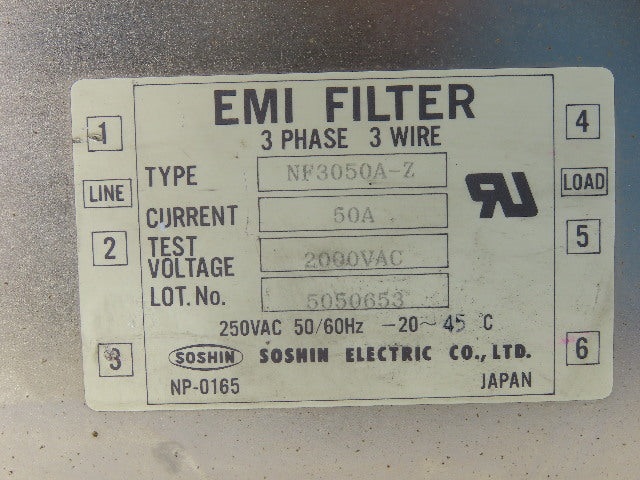 EMI FILTER
3 PHASE 3 WIRE
1
LINE
2
3
TYPE NF3050A-Z
CURRENT 50A
TEST VOLTAGE 2000VAC
LOT. No. 5050653
250VAC 50/60Hz -20~45 C
SOSHIN SOSHIN ELECTRIC CO., LTD.
NP-0165 JAPAN
4
LOAD
5
6
RU